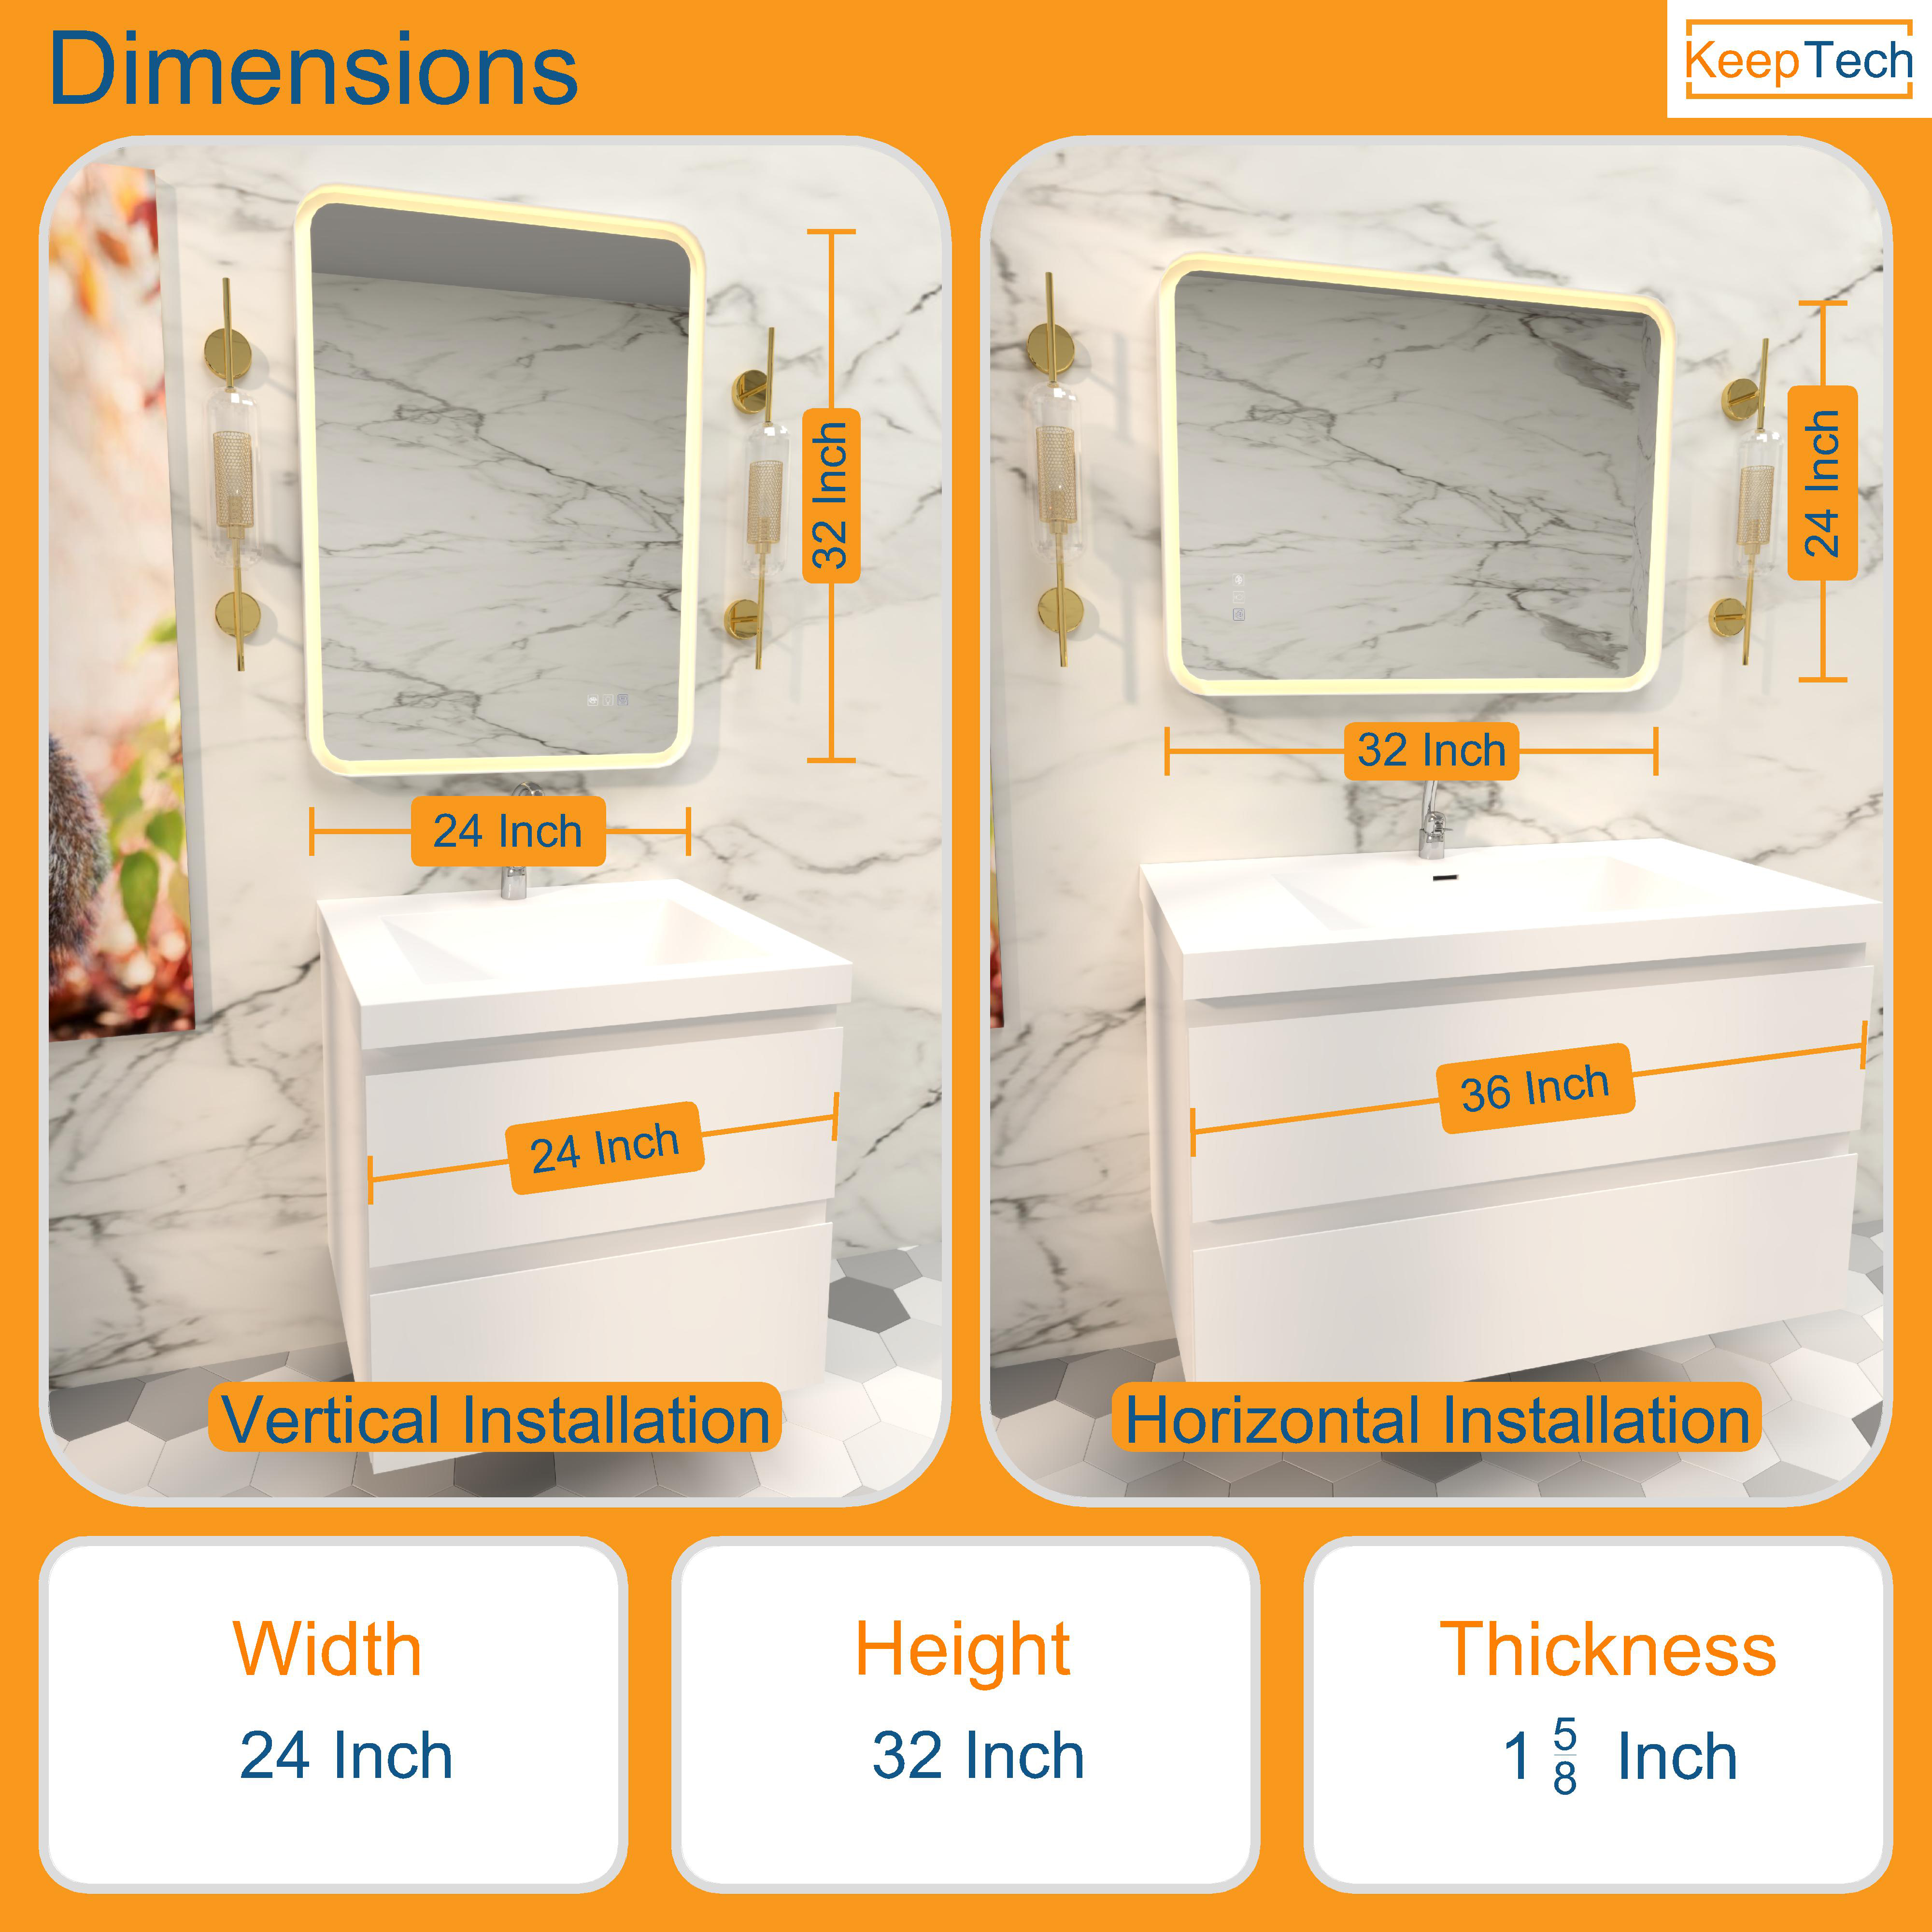 Dimensions
KeepTech
32 Inch
24 Inch
24 Inch
Vertical Installation
24 Inch
32 Inch
36 Inch
Horizontal Installation
Width
24 Inch
Height
32 Inch
Thickness
1 5/8 Inch